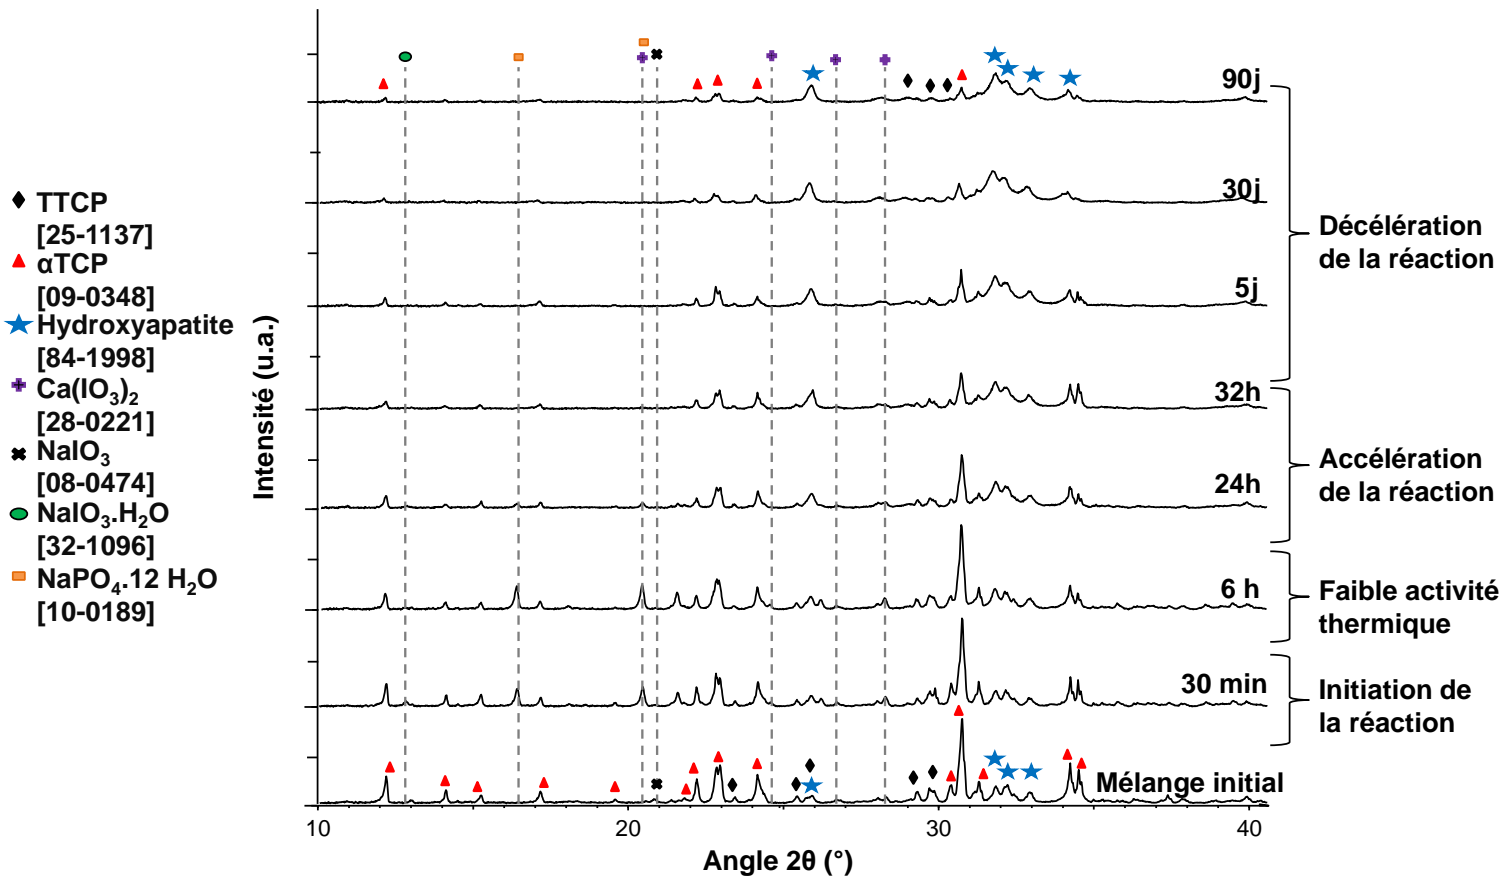 TTCP
[25-1137]
αTCP
[09-0348]
Hydroxyapatite
[84-1998]
Ca(IO₃)₂
[28-0221]
NaIO₃
[08-0474]
NaIO₃.H₂O
[32-1096]
NaPO₄.12 H₂O
[10-0189]
Intensité (u.a.)
90j
30j
5j
32h
24h
6 h
30 min
Mélange initial
Décélération
de la réaction
Accélération
de la réaction
Faible activité
thermique
Initiation de
la réaction
10
20
30
40
Angle 2θ (°)